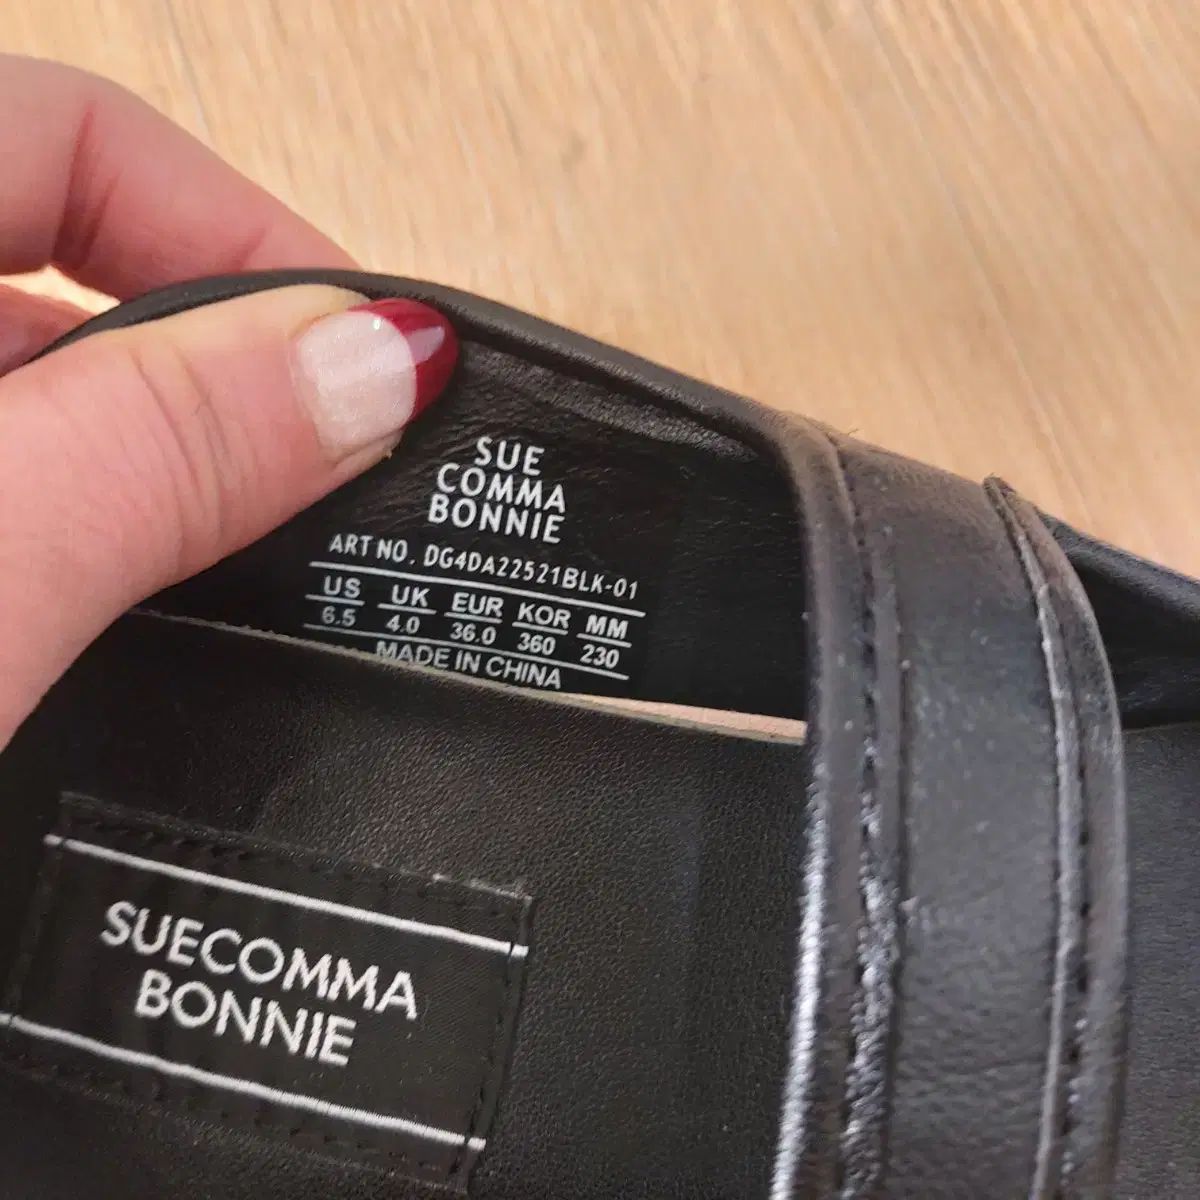 SUE
COMMA
BONNIE
ART NO. DG4DA22521BLK-01
US UK EUR KOR MM
6.5 4.0 36.0 360 230
MADE IN CHINA
SUECOMMA
BONNIE